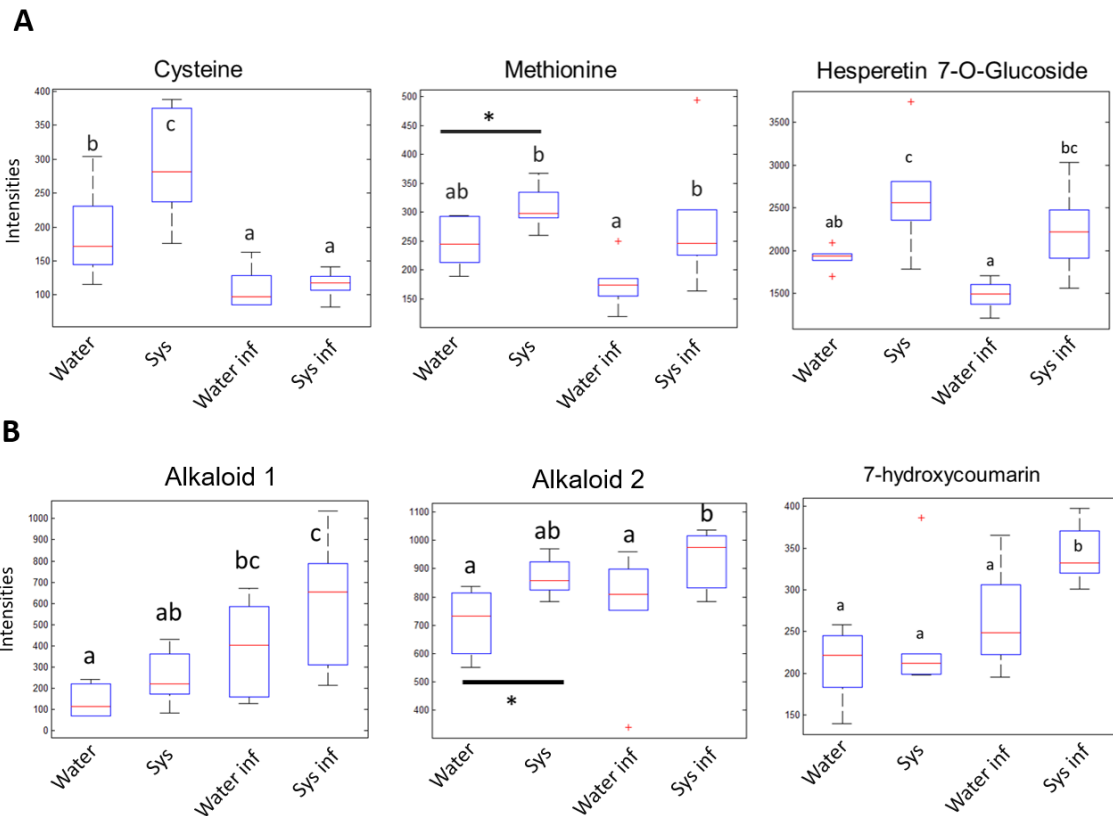 A
Cysteine
Methionine
Hesperetin 7-O-Glucoside
Intensities
400
350
300
250
200
150
100
b
c
a
a
Water
Sys
Water inf
Sys inf
500
450
400
350
300
250
200
150
*
ab
b
a
b
Water
Sys
Water inf
Sys inf
3500
3000
2500
2000
1500
ab
c
a
bc
Water
Sys
Water inf
Sys inf
B
Alkaloid 1
Alkaloid 2
7-hydroxycoumarin
Intensities
1000
900
800
700
600
500
400
300
200
100
0
a
ab
bc
c
Water
Sys
Water inf
Sys inf
1100
1000
900
800
700
600
500
400
a
ab
a
b
*
Water
Sys
Water inf
Sys inf
400
350
300
250
200
150
a
a
a
b
Water
Sys
Water inf
Sys inf